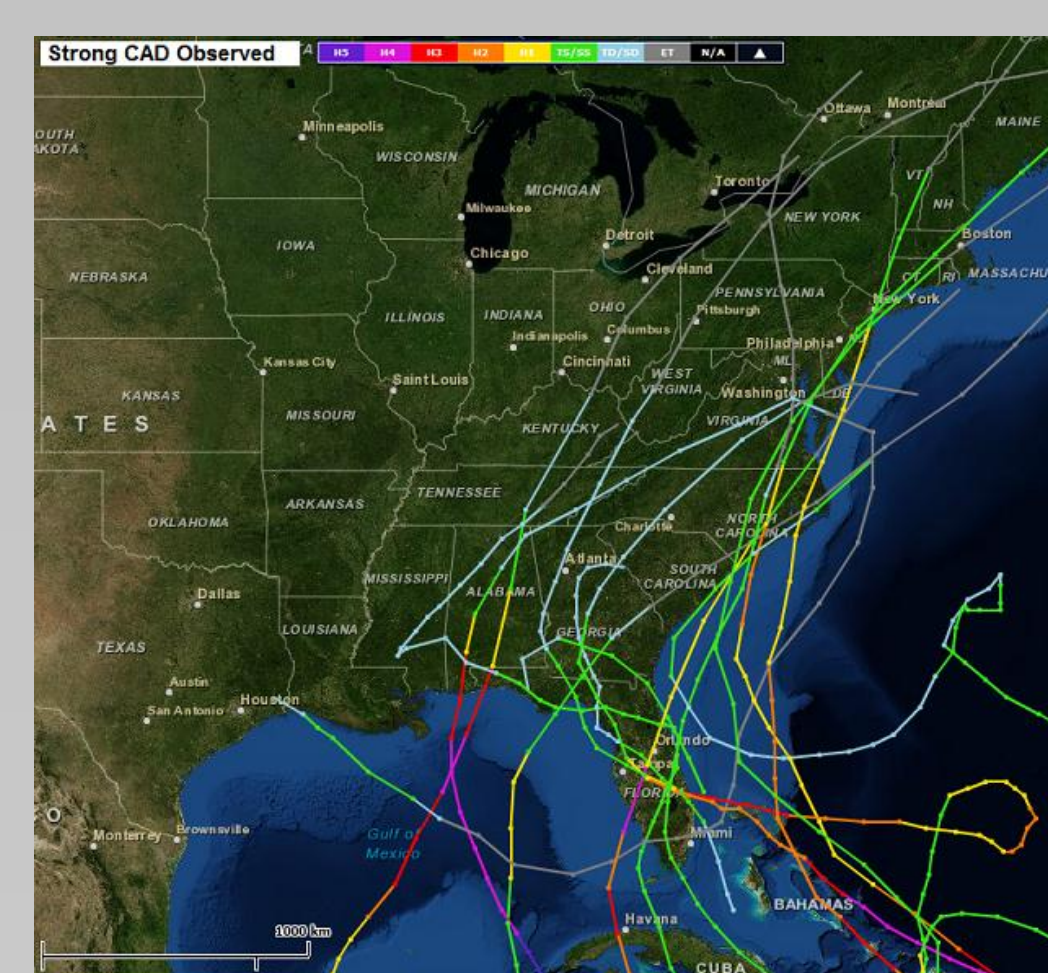 Strong CAD Observed
H5 H4 H3 H2 H1 TS/SS TD/SD ET N/A
Ottawa
Montreal
MAINE
Minneapolis
WISCONSIN
OUTH
AKOTA
VT
Toronto
MICHIGAN
NH
Milwaukee
NEW YORK
Detroit
Boston
IOWA
Chicago
Cleveland
NEBRASKA
CT
RI
MASSACHU
PENNSYLVANIA
New York
OHIO
Pittsburgh
ILLINOIS
INDIANA
Columbus
Indianapolis
Philadelphia
Kansas City
Cincinnati
WEST
VIRGINIA
Saint Louis
Washington
DE
KANSAS
MISSOURI
VIRGINIA
A T E S
KENTUCKY
TENNESSEE
ARKANSAS
OKLAHOMA
Charlotte
NORTH
CAROLINA
Atlanta
MISSISSIPPI
SOUTH
CAROLINA
ALABAMA
Dallas
LOUISIANA
GEORGIA
TEXAS
Austin
Houston
San Antonio
Orlando
Tampa
FLORIDA
O
Monterrey
Brownsville
Gulf of
Mexico
Miami
BAHAMAS
1000 km
Havana
CUBA